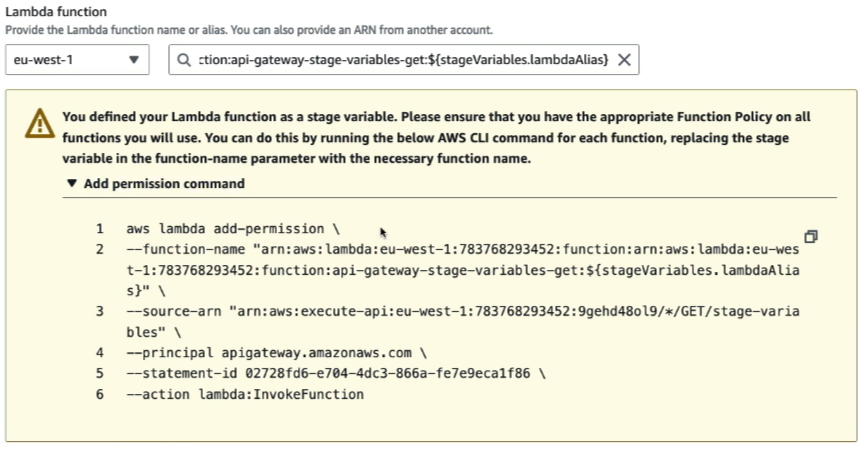 Lambda function
Provide the Lambda function name or alias. You can also provide an ARN from another account.
eu-west-1
:ction:api-gateway-stage-variables-get:${stageVariables.lambdaAlias}
You defined your Lambda function as a stage variable. Please ensure that you have the appropriate Function Policy on all
functions you will use. You can do this by running the below AWS CLI command for each function, replacing the stage
variable in the function-name parameter with the necessary function name.
Add permission command
1 aws lambda add-permission \
2 --function-name "arn:aws:lambda:eu-west-1:783768293452:function:arn:aws:lambda:eu-wes
t-1:783768293452:function:api-gateway-stage-variables-get:${stageVariables.lambdaAlia
s}" \
3 --source-arn "arn:aws:execute-api:eu-west-1:783768293452:9gehd48ol9/*/GET/stage-varia
bles" \
4 --principal apigateway.amazonaws.com \
5 --statement-id 02728fd6-e704-4dc3-866a-fe7e9eca1f86 \
6 --action lambda:InvokeFunction